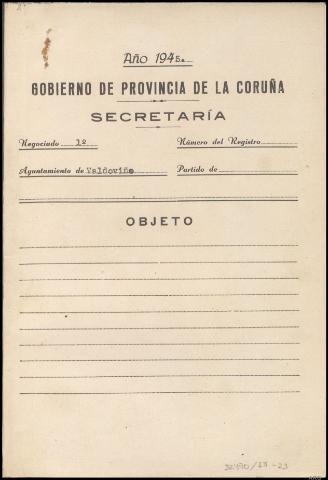 Año 1945.
GOBIERNO DE PROVINCIA DE LA CORUÑA
SECRETARÍA
Negociado 1º Número del Registro
Ayuntamiento de Valdoviño Partido de
OBJETO